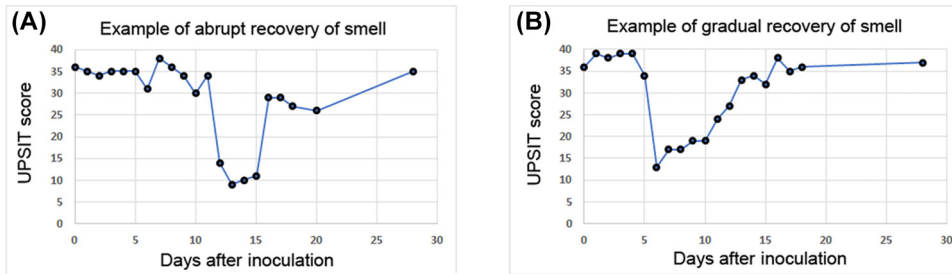 (A)
Example of abrupt recovery of smell
40
35
30
25
20
15
10
5
0
UPSIT score
0 5 10 15 20 25 30
Days after inoculation
(B)
Example of gradual recovery of smell
40
35
30
25
20
15
10
5
0
UPSIT score
0 5 10 15 20 25 30
Days after inoculation